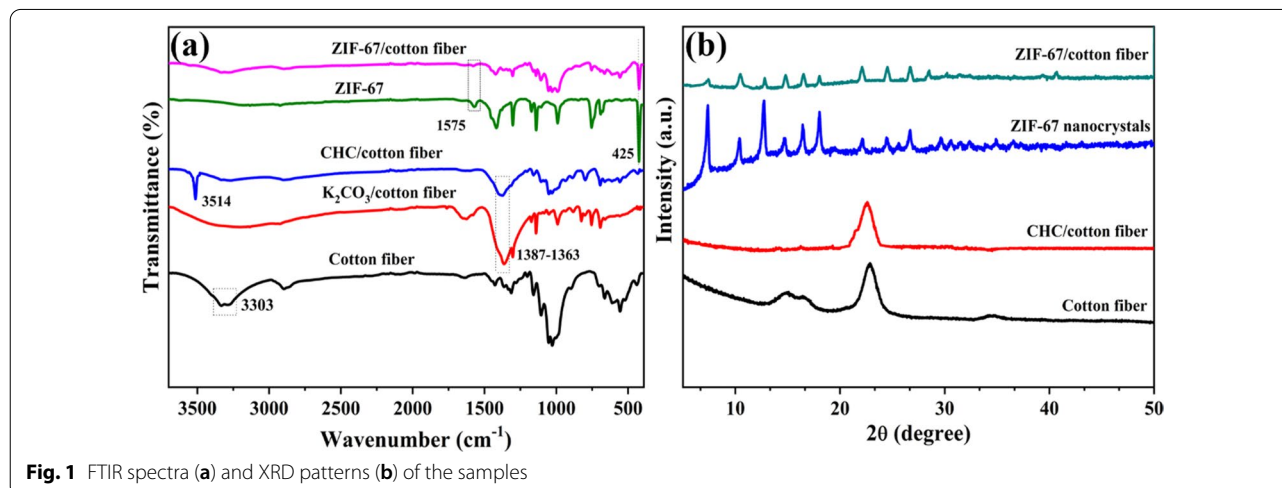 (a)
ZIF-67/cotton fiber
ZIF-67
1575
425
CHC/cotton fiber
3514
K₂CO₃/cotton fiber
1387-1363
Cotton fiber
3303
Transmittance (%)
3500 3000 2500 2000 1500 1000 500
Wavenumber (cm⁻¹)
(b)
ZIF-67/cotton fiber
ZIF-67 nanocrystals
CHC/cotton fiber
Cotton fiber
Intensity (a.u.)
10 20 30 40 50
2θ (degree)
Fig. 1 FTIR spectra (a) and XRD patterns (b) of the samples